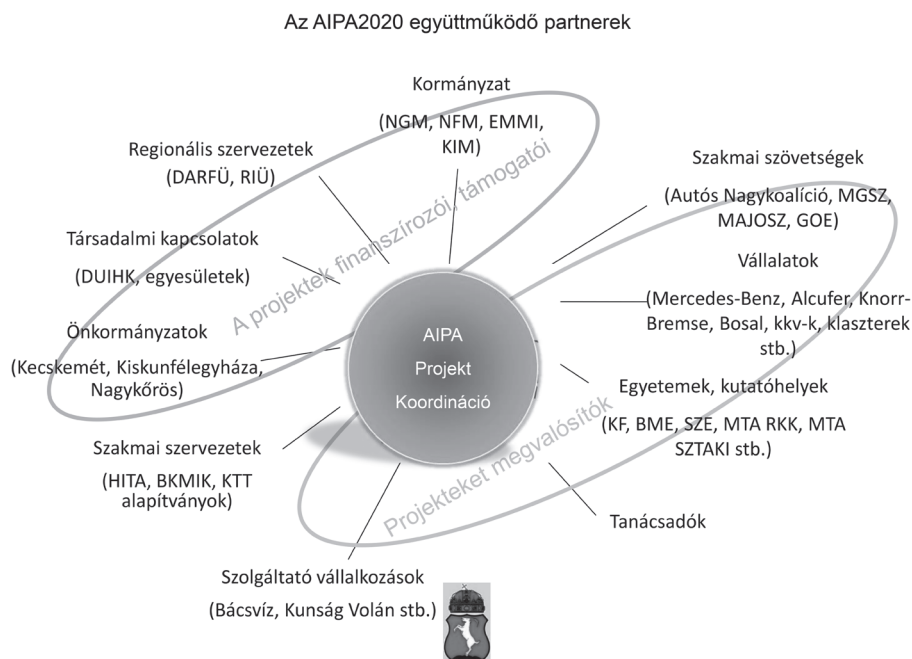 Az AIPA2020 együttműködő partnerek
Kormányzat
(NGM, NFM, EMMI,
KIM)
Regionális szervezetek
(DARFÜ, RIÜ)
Szakmai szövetségek
(Autós Nagykoalíció, MGSZ,
MAJOSZ, GOE)
Társadalmi kapcsolatok
(DUIHK, egyesületek)
A projektek finanszírozói, támogatói
Vállalatok
(Mercedes-Benz, Alcufer, Knorr-
Bremse, Bosal, kkv-k, klaszterek
stb.)
Önkormányzatok
(Kecskemét, Kiskunfélegyháza,
Nagykőrös)
AIPA
Projekt
Koordináció
Egyetemek, kutatóhelyek
(KF, BME, SZE, MTA RKK, MTA
SZTAKI stb.)
Szakmai szervezetek
(HITA, BKMIK, KTT
alapítványok)
Projekteket megvalósítók
Tanácsadók
Szolgáltató vállalkozások
(Bácsvíz, Kunság Volán stb.)